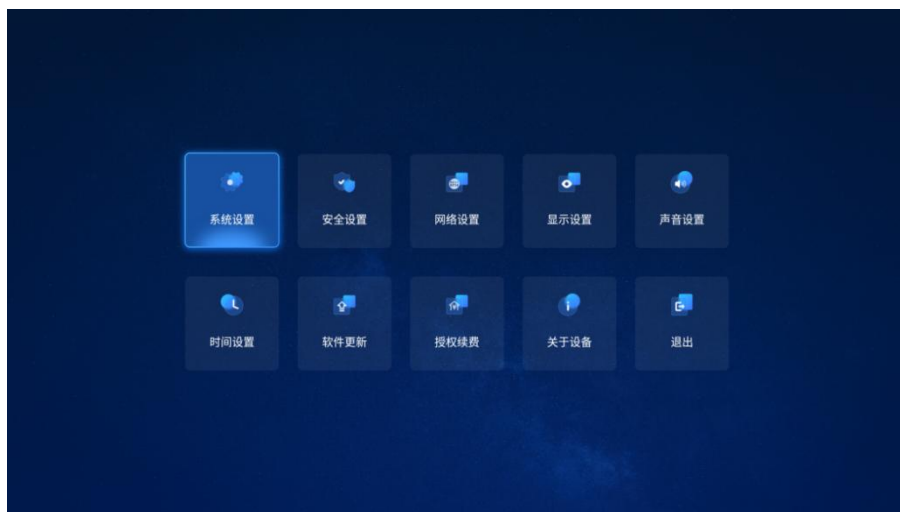 系统设置
安全设置
网络设置
显示设置
声音设置
时间设置
软件更新
授权续费
关于设备
退出